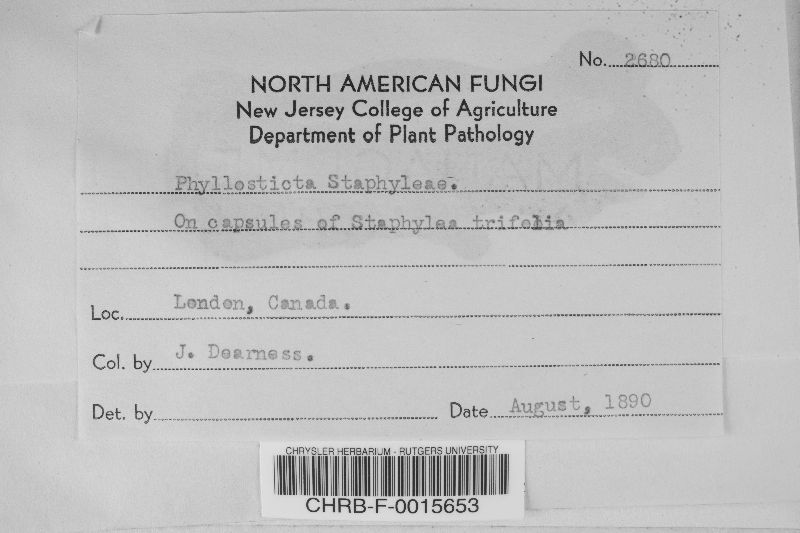 No. 2680
NORTH AMERICAN FUNGI
New Jersey College of Agriculture
Department of Plant Pathology
Phyllosticta Staphyleae.
On capsules of Staphylea trifolia
Loc. London, Canada.
Col. by J. Dearness.
Det. by
Date August, 1890
CHRYSLER HERBARIUM - RUTGERS UNIVERSITY
CHRB-F-0015653